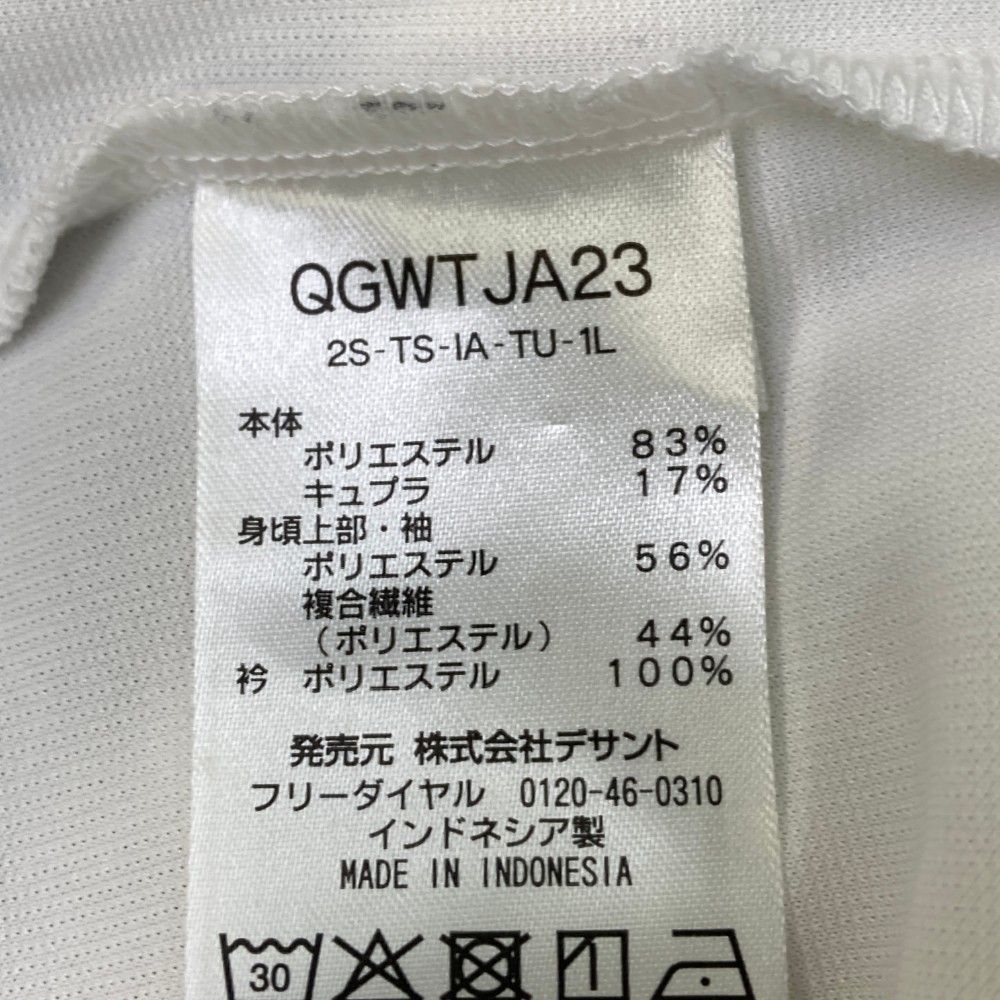 QGWTJA23
2S-TS-IA-TU-1L
本体
ポリエステル 83%
キュプラ 17%
身頃上部・袖
ポリエステル 56%
複合繊維
(ポリエステル) 44%
衿 ポリエステル 100%
発売元 株式会社デサント
フリーダイヤル 0120-46-0310
インドネシア製
MADE IN INDONESIA
30